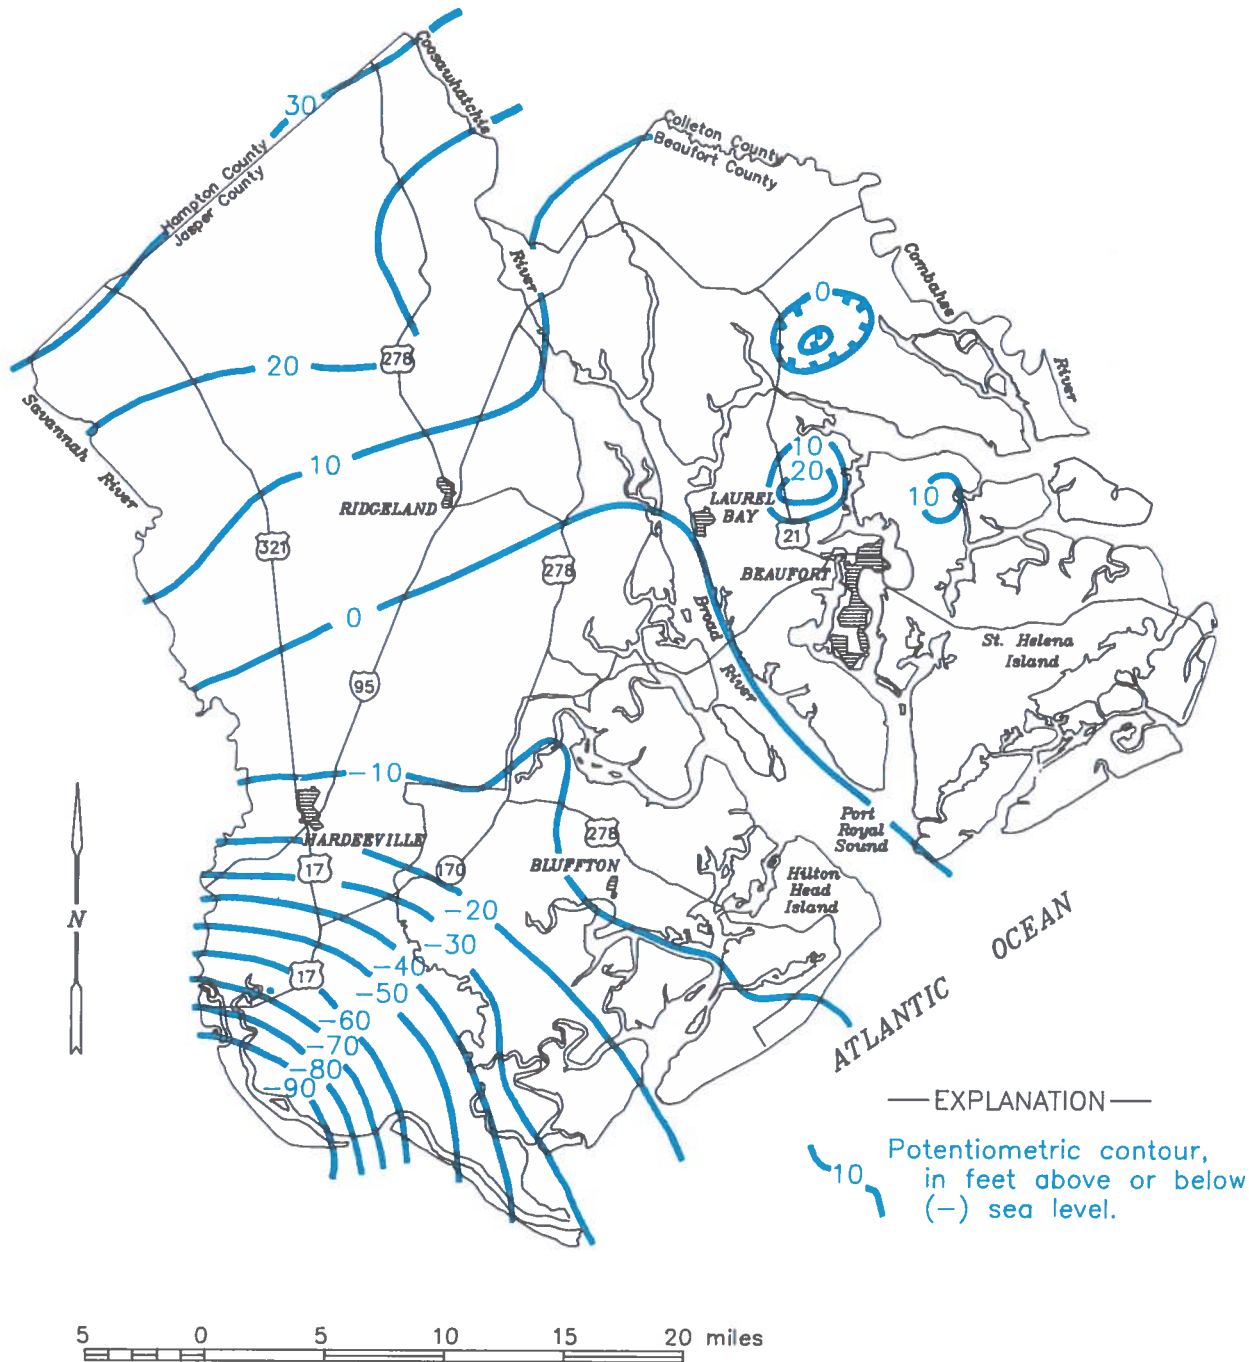 Coosawhatchie
30
Colleton County
Beaufort County
Hampton County
Jasper County
River
Combahee
River
0
278
20
Savannah River
10
20
10
10
RIDGELAND
LAUREL
BAY
21
321
278
BEAUFORT
0
Broad
River
St. Helena
Island
95
-10
HARDEEVILLE
278
Port
Royal
Sound
17
170
BLUFFTON
Hilton
Head
Island
-20
N
-30
-40
17
-50
ATLANTIC OCEAN
-60
-70
-80
-90
EXPLANATION
10
Potentiometric contour,
in feet above or below
(-) sea level.
5 0 5 10 15 20 miles